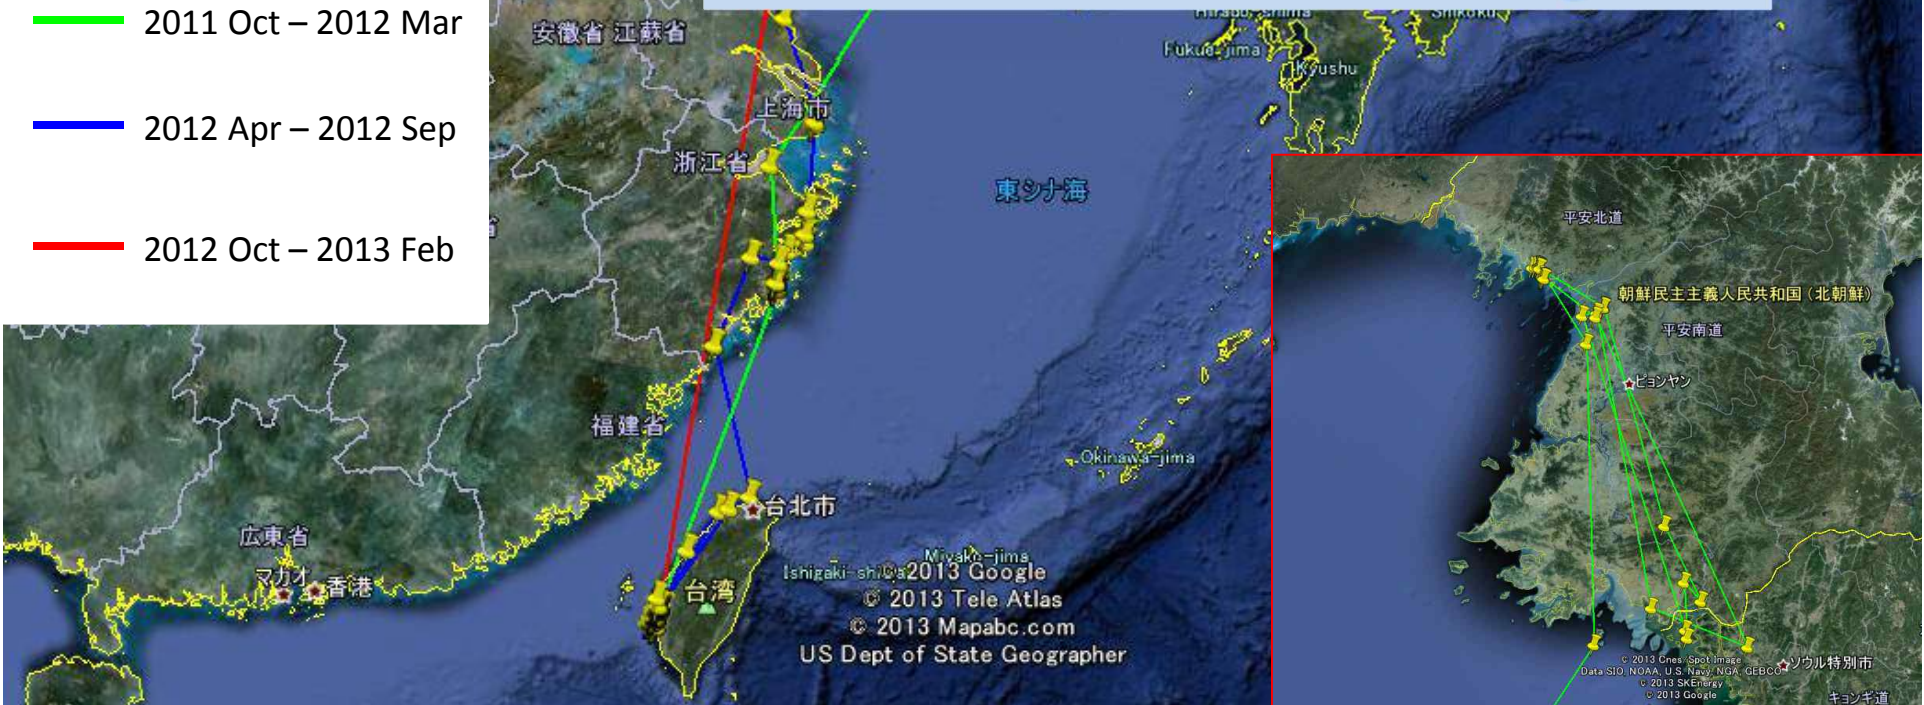 2011 Oct – 2012 Mar
2012 Apr – 2012 Sep
2012 Oct – 2013 Feb
安徽省 江蘇省
上海市
浙江省
東シナ海
Fukue-jima
Kyushu
Shikoku
福建省
Okinawa-jima
台北市
広東省
マカオ
香港
台湾
Miyako-jima
© 2013 Google
© 2013 Tele Atlas
© 2013 Mapabc.com
US Dept of State Geographer
平安北道
朝鮮民主主義人民共和国 (北朝鮮)
平安南道
ピョンヤン
ソウル特別市
キョンギ道
© 2013 Cnes/Spot Image
Data SIO, NOAA, U.S. Navy, NGA, GEBCO
© 2013 SKEnergy
© 2013 Google